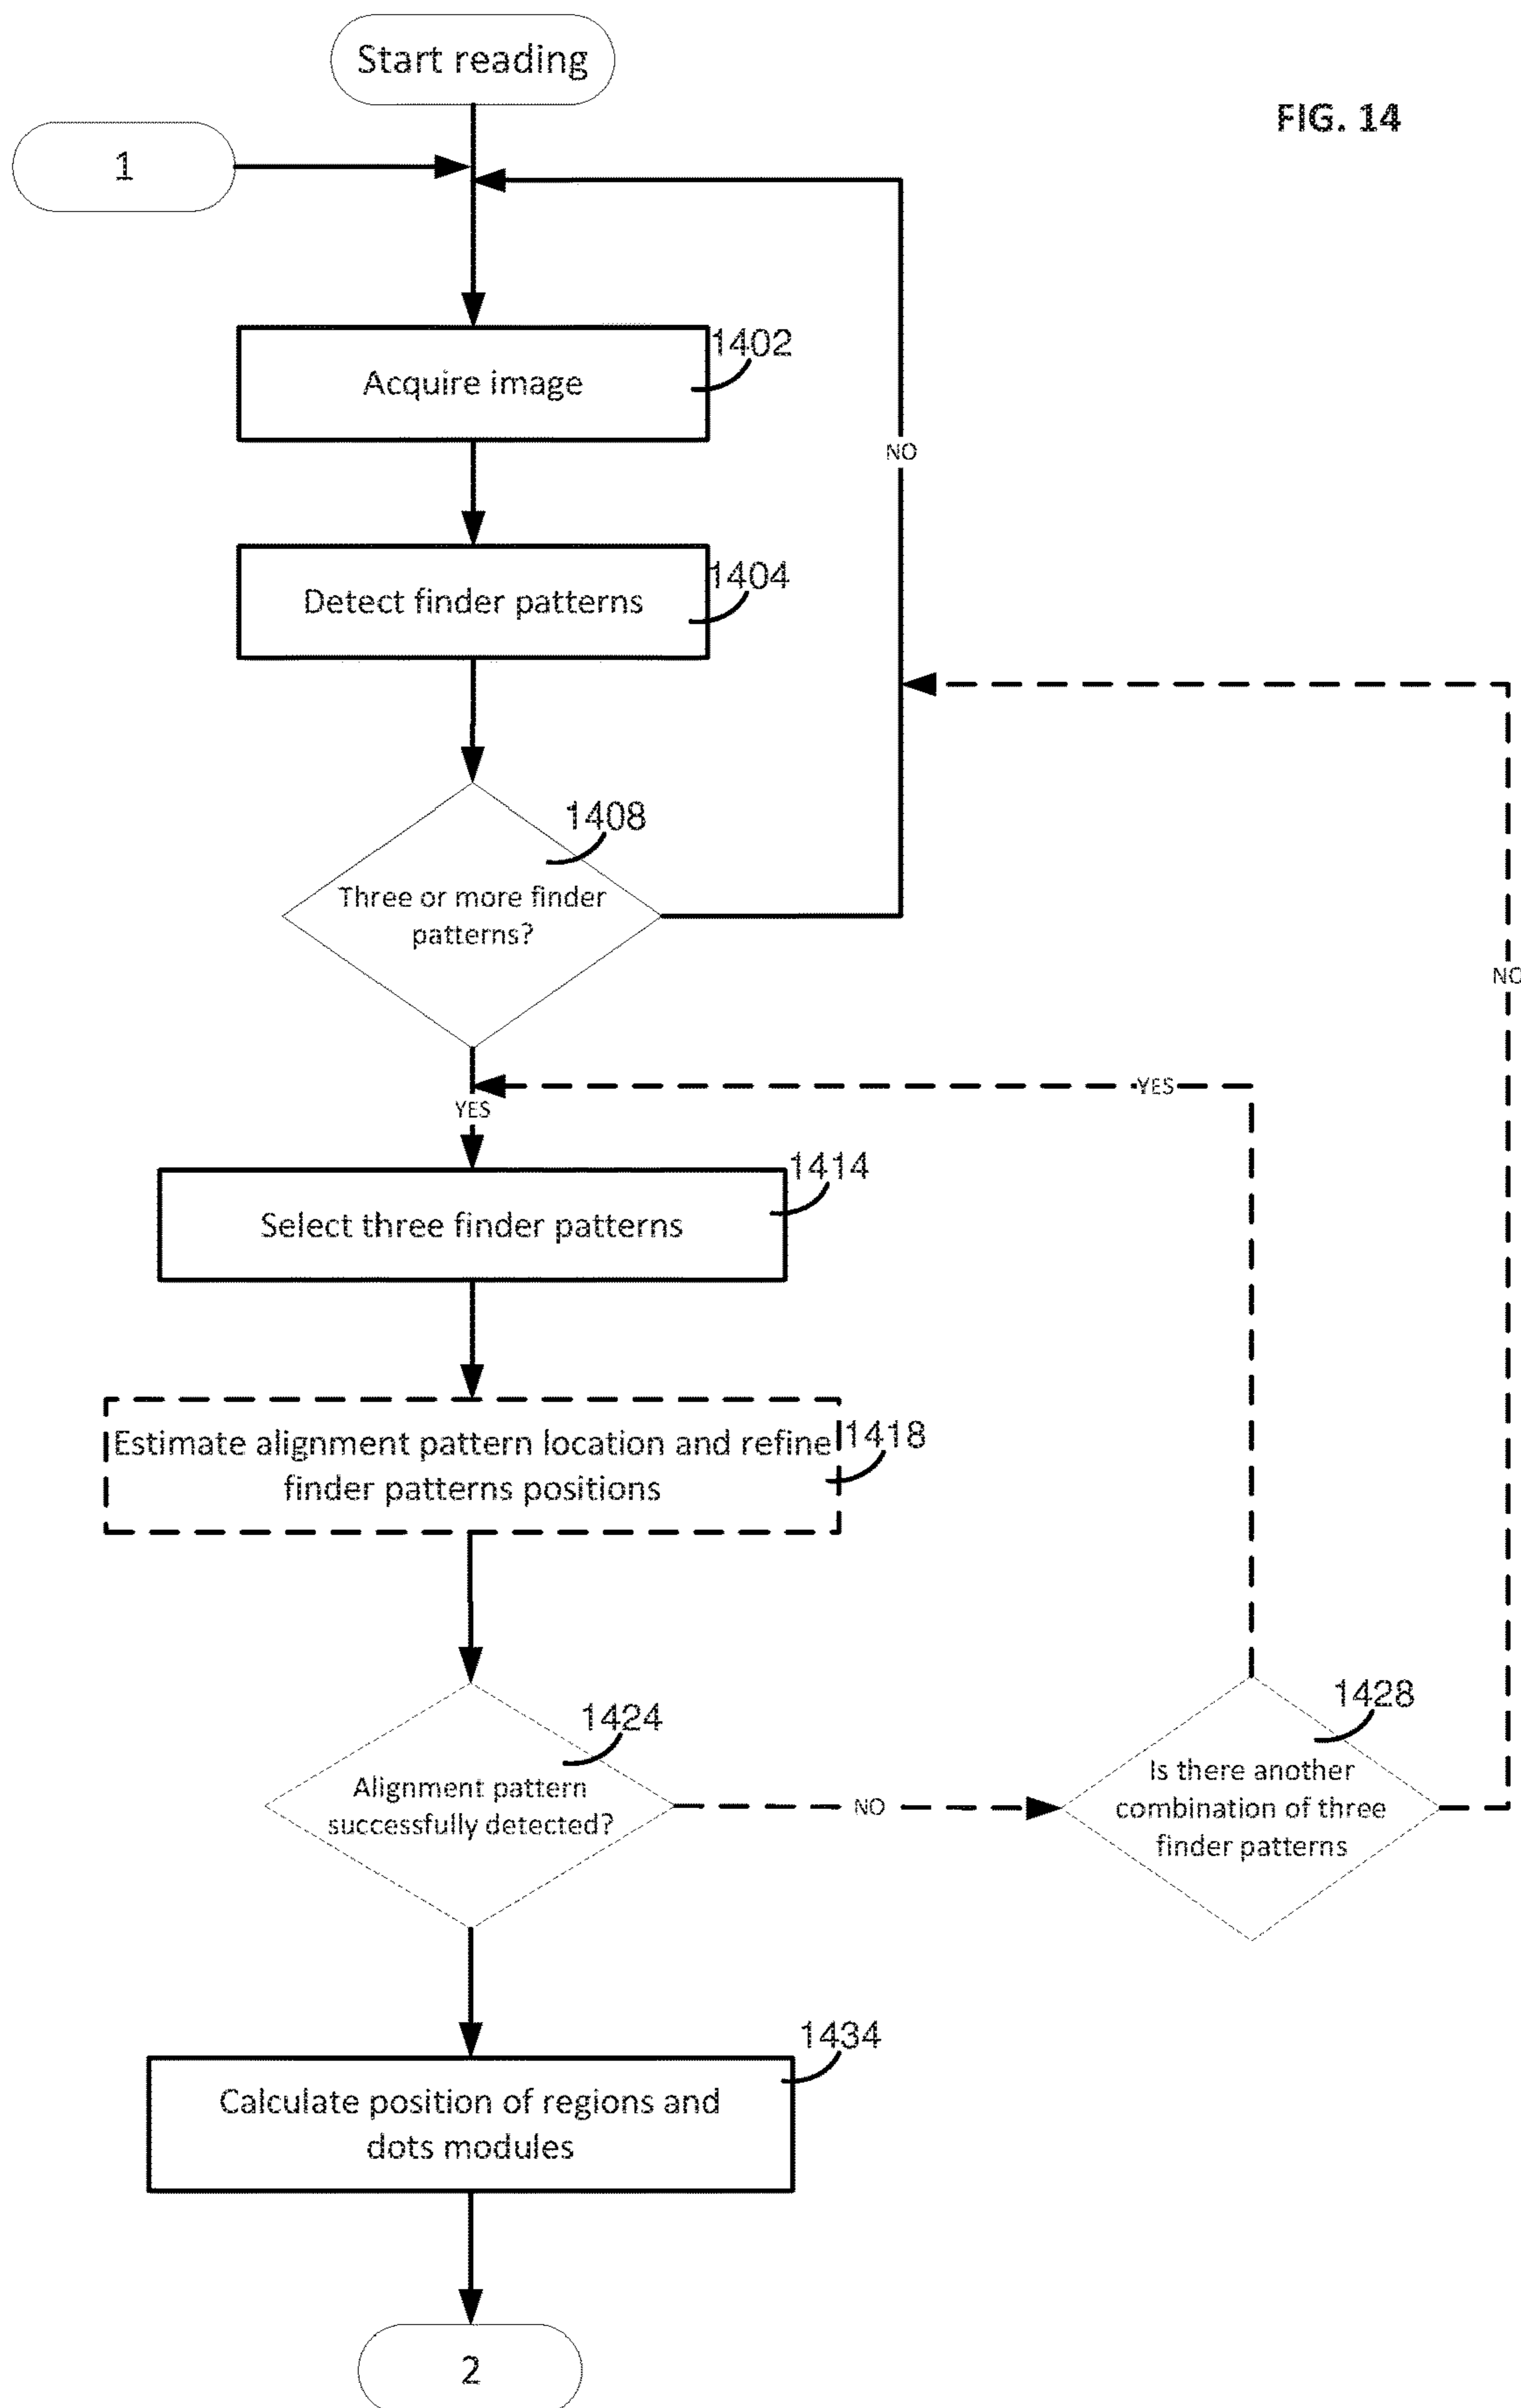 Start reading
FIG. 14
1
1402
Acquire image
NO
1404
Detect finder patterns
1408
Three or more finder
patterns?
NO
YES
YES
1414
Select three finder patterns
1418
Estimate alignment pattern location and refine
finder patterns positions
1424
Alignment pattern
successfully detected?
NO
1428
Is there another
combination of three
finder patterns
1434
Calculate position of regions and
dots modules
2